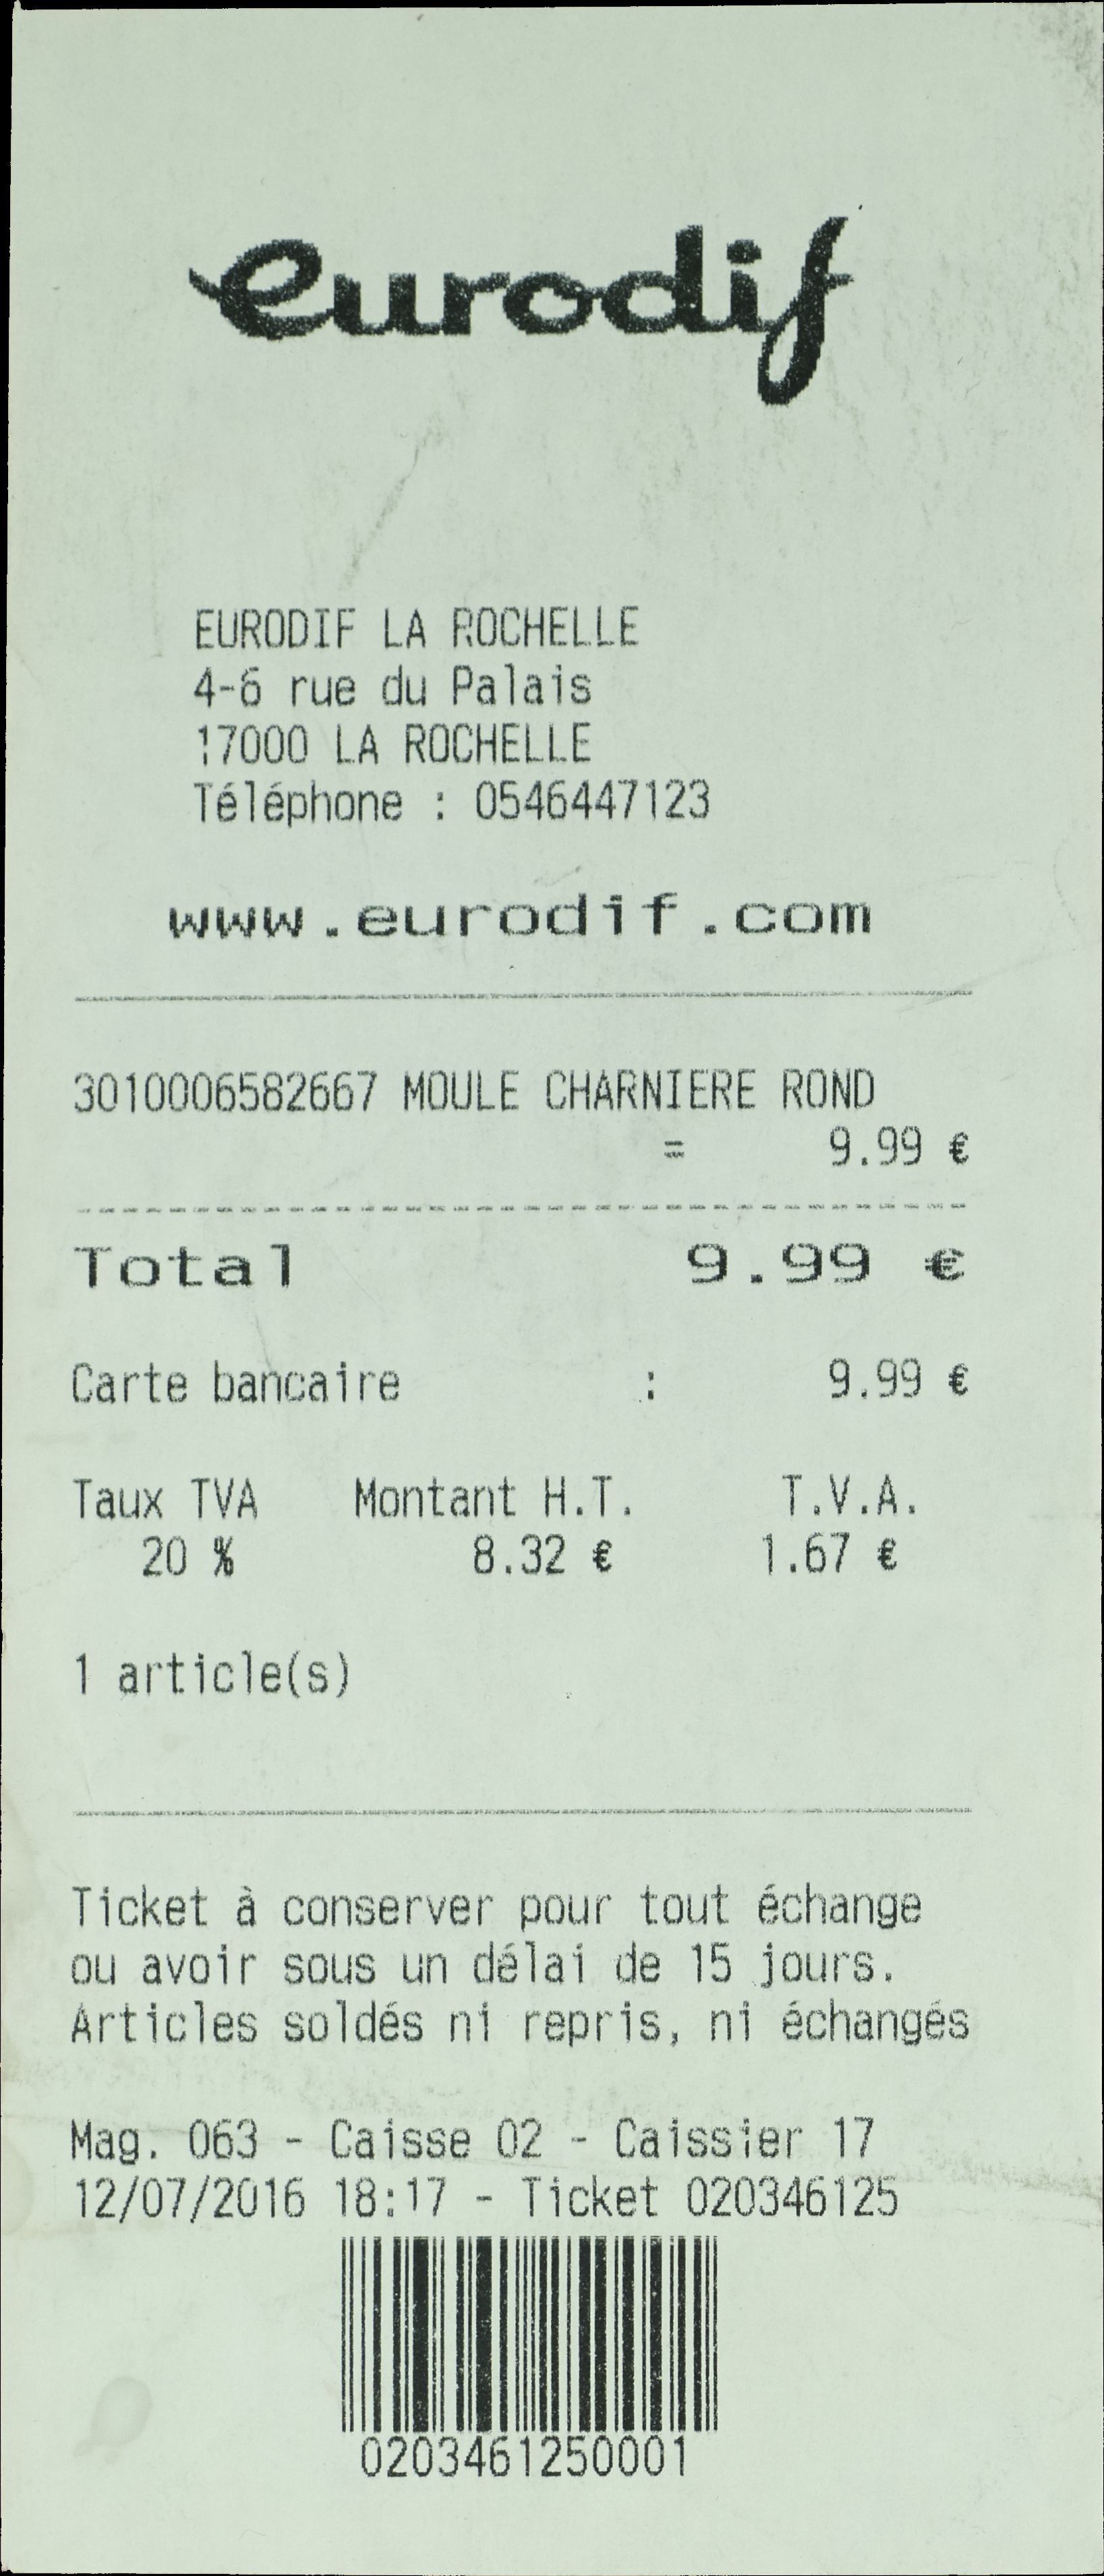 eurodif
EURODIF LA ROCHELLE
4-6 rue du Palais
17000 LA ROCHELLE
Téléphone : 0546447123
www.eurodif.com
3010006582667 MOULE CHARNIERE ROND
= 9.99 €
Total 9.99 €
Carte bancaire : 9.99 €
Taux TVA Montant H.T. T.V.A.
20 % 8.32 € 1.67 €
1 article(s)
Ticket à conserver pour tout échange
ou avoir sous un délai de 15 jours.
Articles soldés ni repris, ni échangés
Mag. 063 - Caisse 02 - Caissier 17
12/07/2016 18:17 - Ticket 020346125
0203461250001